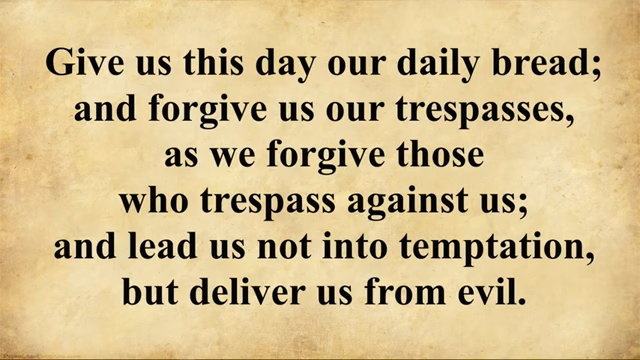 Give us this day our daily bread;
and forgive us our trespasses,
as we forgive those
who trespass against us;
and lead us not into temptation,
but deliver us from evil.